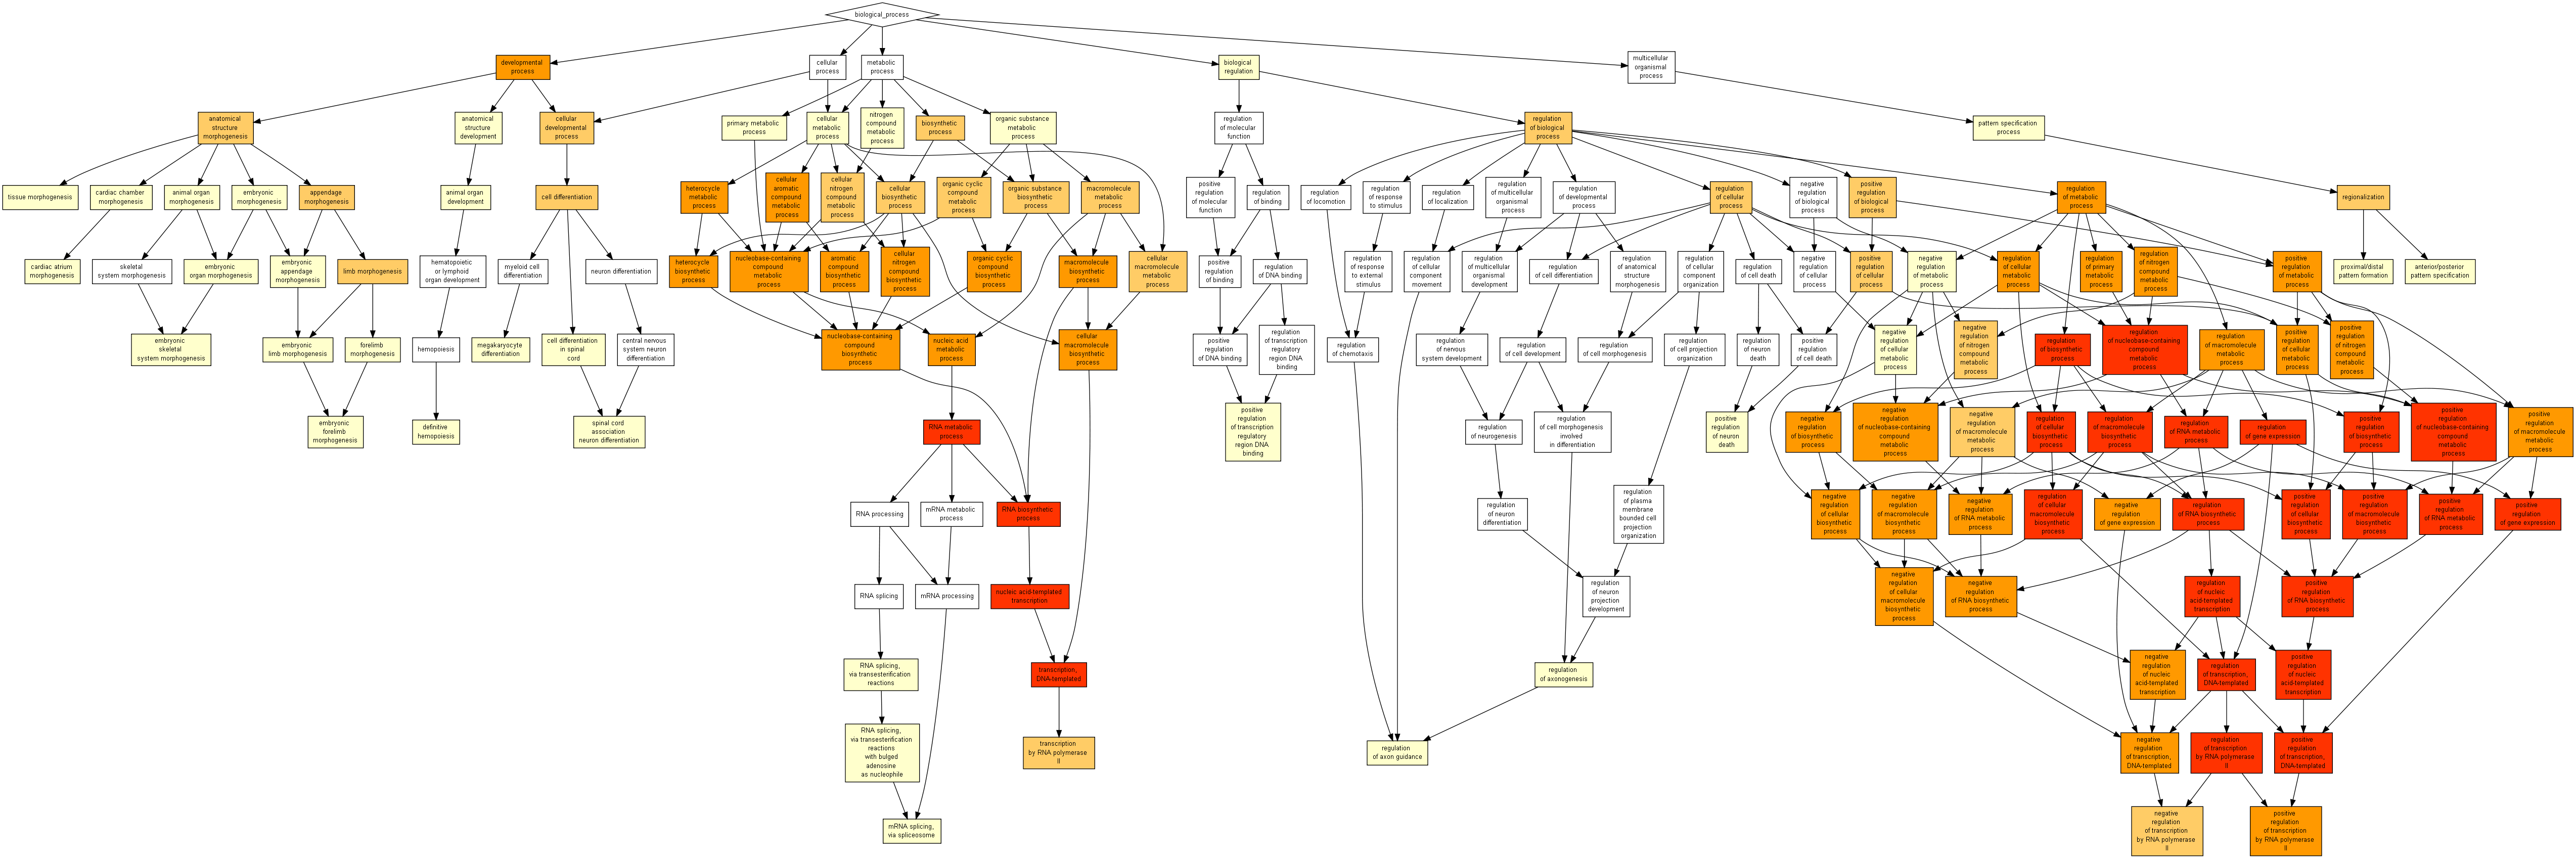 biological_process
developmental
process
cellular
process
metabolic
process
biological
regulation
multicellular
organismal
process
anatomical
structure
morphogenesis
anatomical
structure
development
cellular
developmental
process
primary metabolic
process
cellular
metabolic
process
nitrogen
compound
metabolic
process
biosynthetic
process
organic substance
metabolic
process
regulation
of molecular
function
regulation
of biological
process
pattern specification
process
tissue morphogenesis
cardiac chamber
morphogenesis
animal organ
morphogenesis
embryonic
morphogenesis
appendage
morphogenesis
animal organ
development
cell differentiation
heterocycle
metabolic
process
cellular
aromatic
compound
metabolic
process
cellular
nitrogen
compound
metabolic
process
cellular
biosynthetic
process
organic cyclic
compound
metabolic
process
organic substance
biosynthetic
process
macromolecule
metabolic
process
positive
regulation
of molecular
function
regulation
of binding
regulation
of locomotion
regulation
of response
to stimulus
regulation
of localization
regulation
of multicellular
organismal
process
regulation
of developmental
process
regulation
of cellular
process
negative
regulation
of biological
process
positive
regulation
of biological
process
regulation
of metabolic
process
regionalization
cardiac atrium
morphogenesis
skeletal
system morphogenesis
embryonic
organ morphogenesis
embryonic
appendage
morphogenesis
limb morphogenesis
hematopoietic
or lymphoid
organ development
myeloid cell
differentiation
neuron differentiation
heterocycle
biosynthetic
process
nucleobase-containing
compound
metabolic
process
aromatic
compound
biosynthetic
process
cellular
nitrogen
compound
biosynthetic
process
organic cyclic
compound
biosynthetic
process
macromolecule
biosynthetic
process
cellular
macromolecule
metabolic
process
positive
regulation
of binding
regulation
of DNA binding
regulation
of response
to external
stimulus
regulation
of cellular
component
movement
regulation
of multicellular
organismal
development
regulation
of cell differentiation
regulation
of anatomical
structure
morphogenesis
regulation
of cellular
component
organization
regulation
of cell death
negative
regulation
of cellular
process
positive
regulation
of cellular
process
negative
regulation
of metabolic
process
regulation
of cellular
metabolic
process
regulation
of primary
metabolic
process
regulation
of nitrogen
compound
metabolic
process
positive
regulation
of metabolic
process
proximal/distal
pattern formation
anterior/posterior
pattern specification
embryonic
skeletal
system morphogenesis
embryonic
limb morphogenesis
forelimb
morphogenesis
hemopoiesis
megakaryocyte
differentiation
cell differentiation
in spinal
cord
central nervous
system neuron
differentiation
nucleobase-containing
compound
biosynthetic
process
nucleic acid
metabolic
process
cellular
macromolecule
biosynthetic
process
positive
regulation
of DNA binding
regulation
of transcription
regulatory
region DNA
binding
regulation
of chemotaxis
regulation
of nervous
system development
regulation
of cell development
regulation
of cell morphogenesis
regulation
of cell projection
organization
regulation
of neuron
death
positive
regulation
of cell death
negative
regulation
of cellular
metabolic
process
negative
regulation
of nitrogen
compound
metabolic
process
regulation
of biosynthetic
process
regulation
of nucleobase-containing
compound
metabolic
process
regulation
of macromolecule
metabolic
process
positive
regulation
of cellular
metabolic
process
positive
regulation
of nitrogen
compound
metabolic
process
embryonic
forelimb
morphogenesis
definitive
hemopoiesis
spinal cord
association
neuron differentiation
RNA metabolic
process
positive
regulation
of transcription
regulatory
region DNA
binding
regulation
of neurogenesis
regulation
of cell morphogenesis
involved
in differentiation
positive
regulation
of neuron
death
negative
regulation
of biosynthetic
process
negative
regulation
of nucleobase-containing
compound
metabolic
process
negative
regulation
of macromolecule
metabolic
process
regulation
of cellular
biosynthetic
process
regulation
of macromolecule
biosynthetic
process
regulation
of RNA metabolic
process
regulation
of gene expression
positive
regulation
of biosynthetic
process
positive
regulation
of nucleobase-containing
compound
metabolic
process
positive
regulation
of macromolecule
metabolic
process
RNA processing
mRNA metabolic
process
RNA biosynthetic
process
regulation
of neuron
differentiation
regulation
of plasma
membrane
bounded cell
projection
organization
negative
regulation
of cellular
biosynthetic
process
negative
regulation
of macromolecule
biosynthetic
process
negative
regulation
of RNA metabolic
process
regulation
of cellular
macromolecule
biosynthetic
process
negative
regulation
of gene expression
regulation
of RNA biosynthetic
process
positive
regulation
of cellular
biosynthetic
process
positive
regulation
of macromolecule
biosynthetic
process
positive
regulation
of RNA metabolic
process
positive
regulation
of gene expression
RNA splicing
mRNA processing
nucleic acid-templated
transcription
regulation
of neuron
projection
development
negative
regulation
of cellular
macromolecule
biosynthetic
process
negative
regulation
of RNA biosynthetic
process
regulation
of nucleic
acid-templated
transcription
positive
regulation
of RNA biosynthetic
process
RNA splicing,
via transesterification
reactions
transcription,
DNA-templated
regulation
of axonogenesis
negative
regulation
of nucleic
acid-templated
transcription
regulation
of transcription,
DNA-templated
positive
regulation
of nucleic
acid-templated
transcription
RNA splicing,
via transesterification
reactions
with bulged
adenosine
as nucleophile
transcription
by RNA polymerase
II
regulation
of axon guidance
negative
regulation
of transcription,
DNA-templated
regulation
of transcription
by RNA polymerase
II
positive
regulation
of transcription,
DNA-templated
mRNA splicing,
via spliceosome
negative
regulation
of transcription
by RNA polymerase
II
positive
regulation
of transcription
by RNA polymerase
II